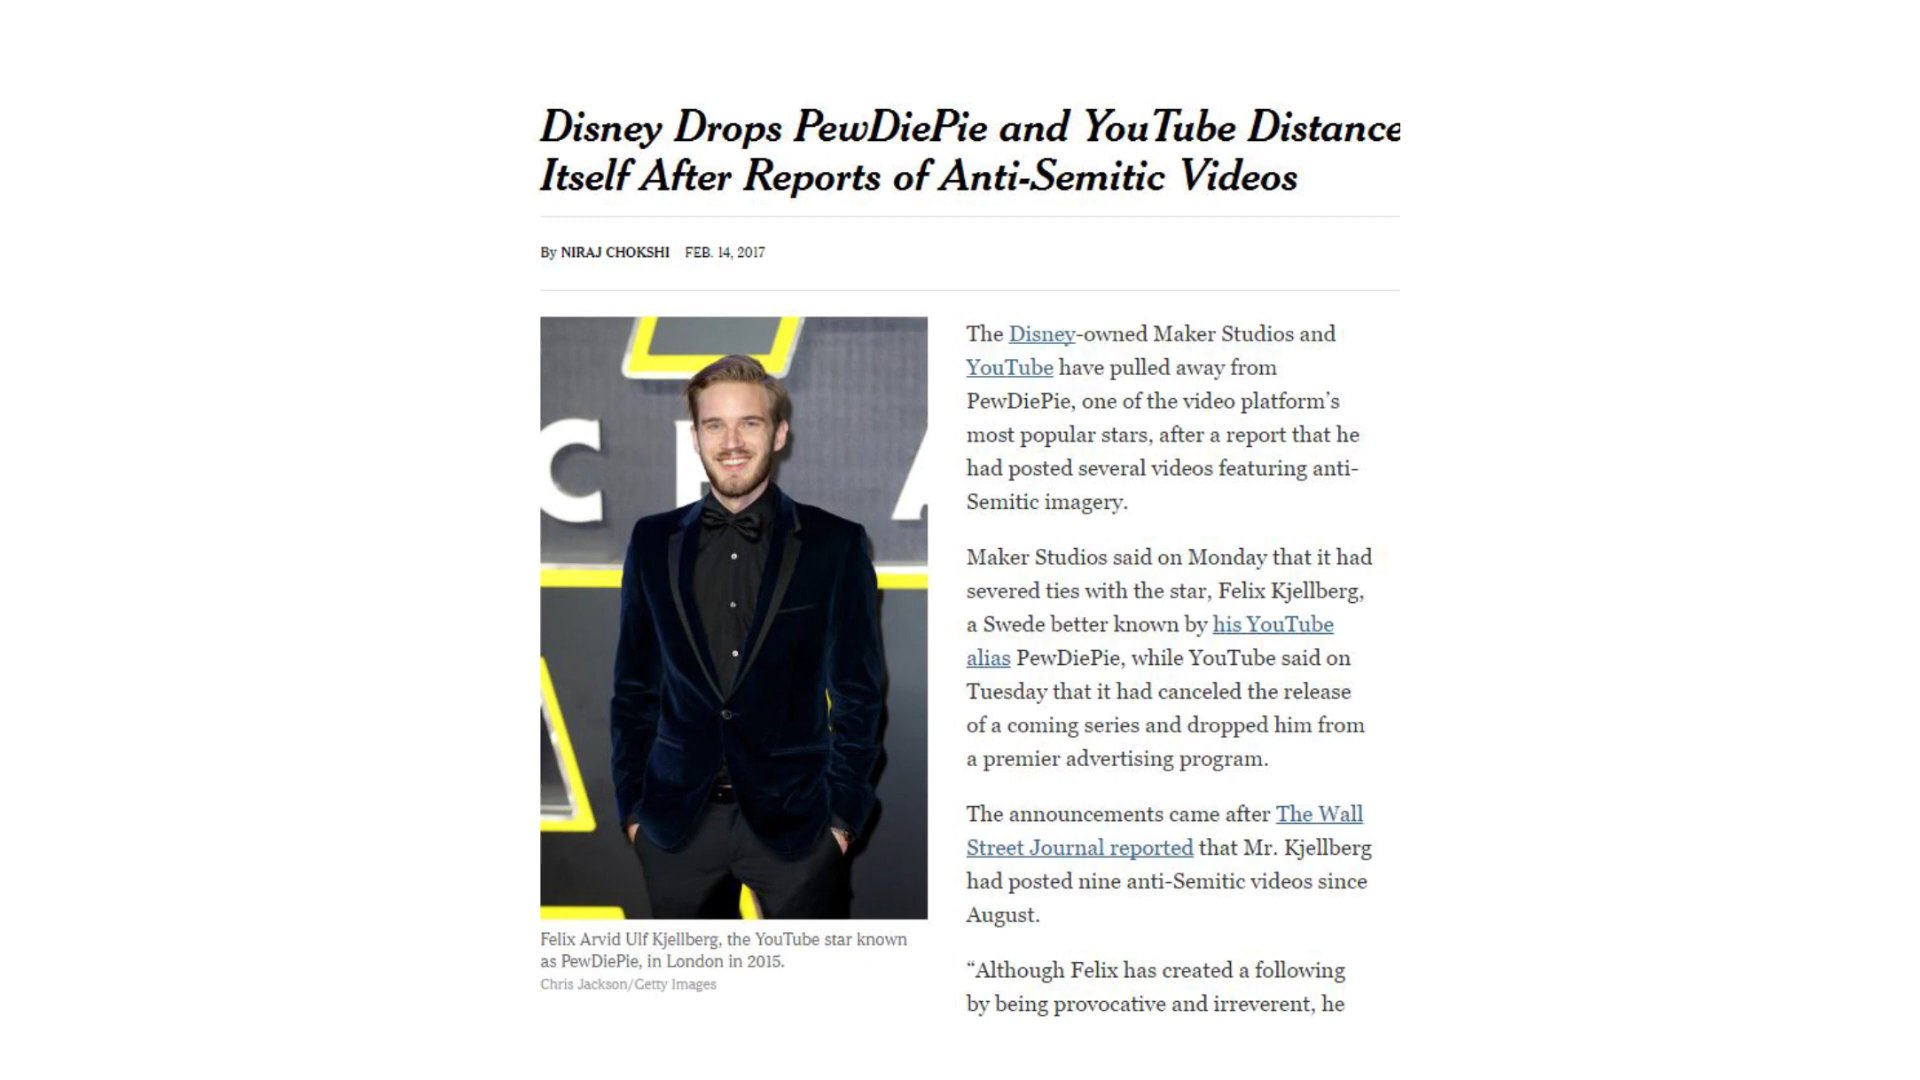 Disney Drops PewDiePie and YouTube Distance
Itself After Reports of Anti-Semitic Videos
By NIRAJ CHOKSHI FEB. 14, 2017
C H A
The Disney-owned Maker Studios and
YouTube have pulled away from
PewDiePie, one of the video platform’s
most popular stars, after a report that he
had posted several videos featuring anti-
Semitic imagery.
Maker Studios said on Monday that it had
severed ties with the star, Felix Kjellberg,
a Swede better known by his YouTube
alias PewDiePie, while YouTube said on
Tuesday that it had canceled the release
of a coming series and dropped him from
a premier advertising program.
The announcements came after The Wall
Street Journal reported that Mr. Kjellberg
had posted nine anti-Semitic videos since
August.
“Although Felix has created a following
by being provocative and irreverent, he
Felix Arvid Ulf Kjellberg, the YouTube star known
as PewDiePie, in London in 2015.
Chris Jackson/Getty Images